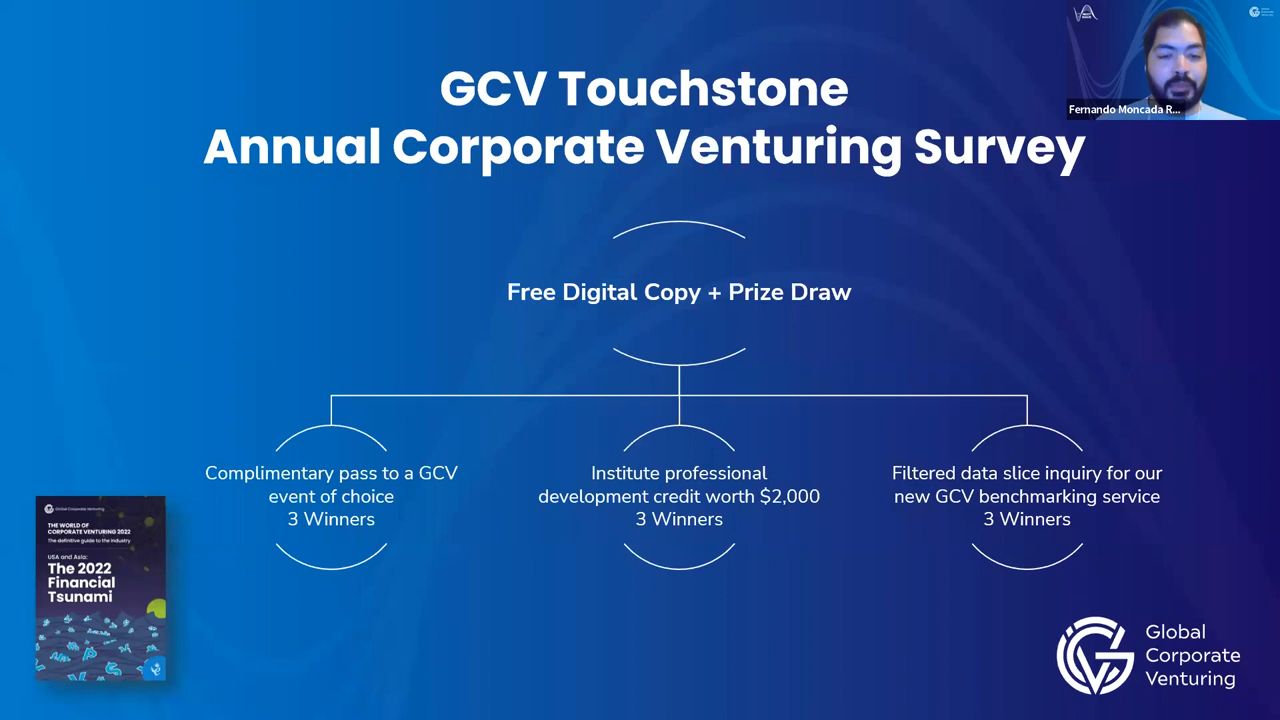 GCV Touchstone
Annual Corporate Venturing Survey
Fernando Moncada R...
Free Digital Copy + Prize Draw
Complimentary pass to a GCV
event of choice
3 Winners
Institute professional
development credit worth $2,000
3 Winners
Filtered data slice inquiry for our
new GCV benchmarking service
3 Winners
Global Corporate Venturing
THE WORLD OF
CORPORATE VENTURING 2022
The definitive guide to the industry
USA and Asia:
The 2022
Financial
Tsunami
Global
Corporate
Venturing